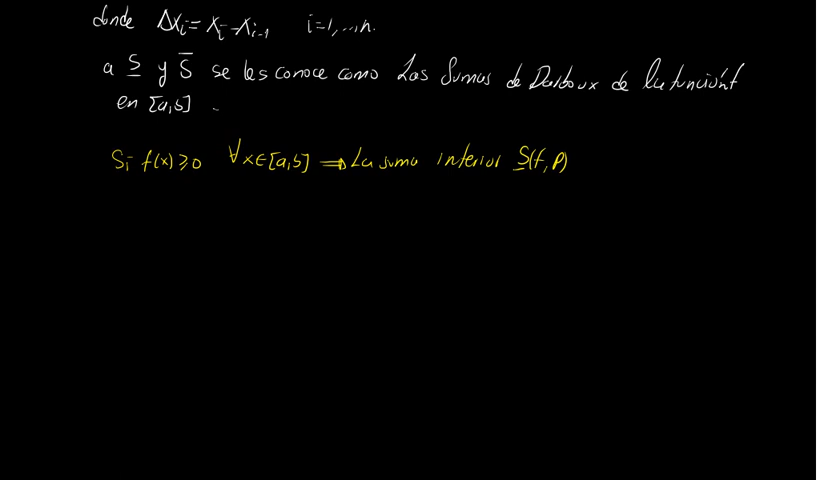 donde Δxᵢ = xᵢ - xᵢ₋₁ i=1,...,n.
a S̲ y S̅ se les conoce como Las Sumas de Darboux de la función f
en [a,b].
Si f(x) ≥ 0 ∀x∈[a,b] ⟹ La suma inferior S̲(f,P)